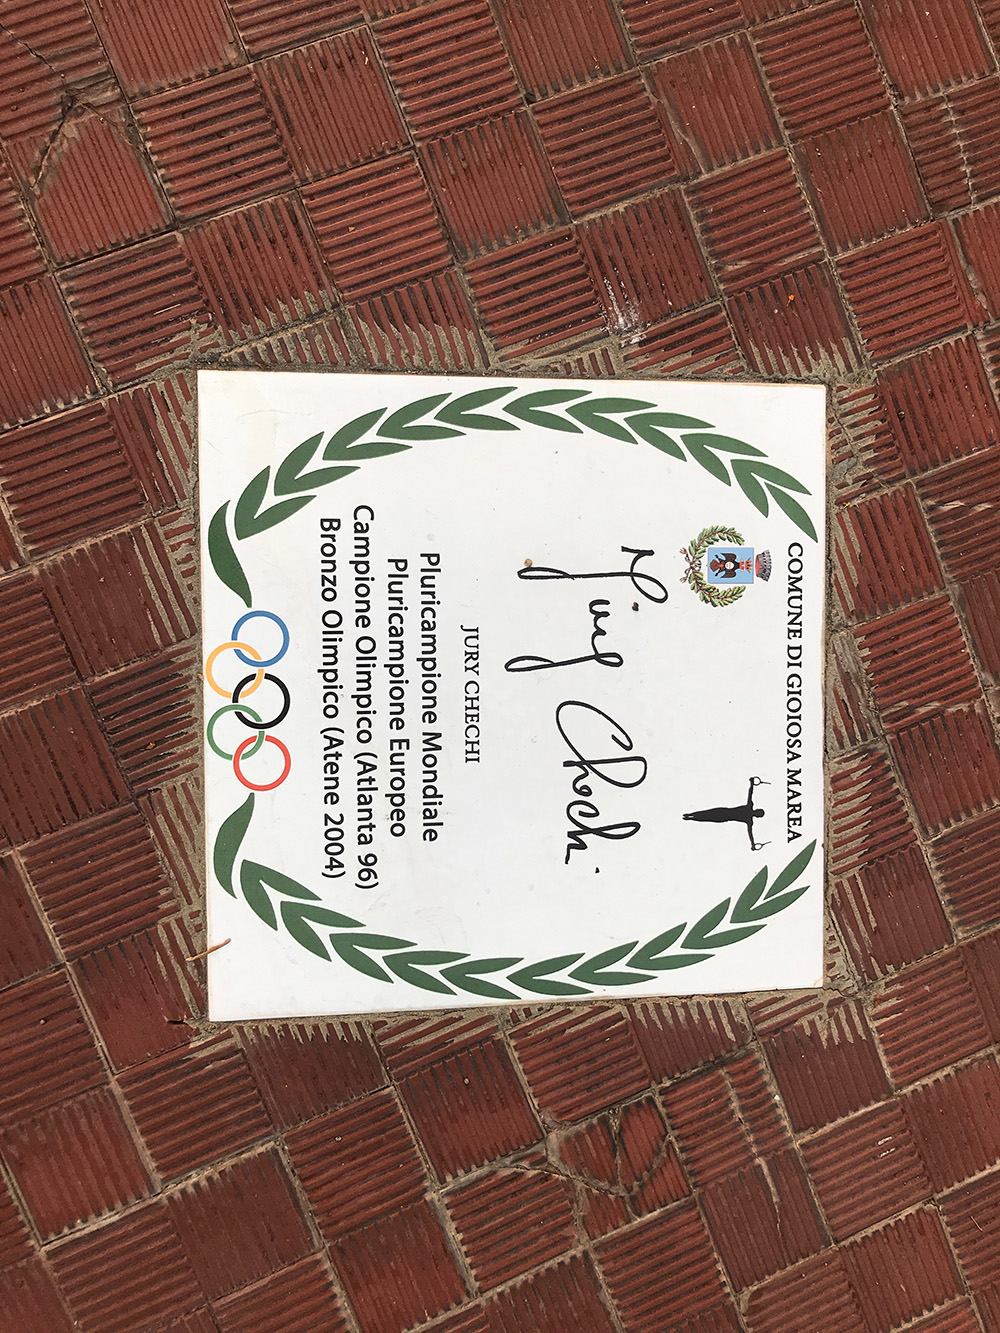 COMUNE DI GIOIOSA MAREA
Jury Chechi
JURY CHECHI
Pluricampione Mondiale
Pluricampione Europeo
Campione Olimpico (Atlanta 96)
Bronzo Olimpico (Atene 2004)